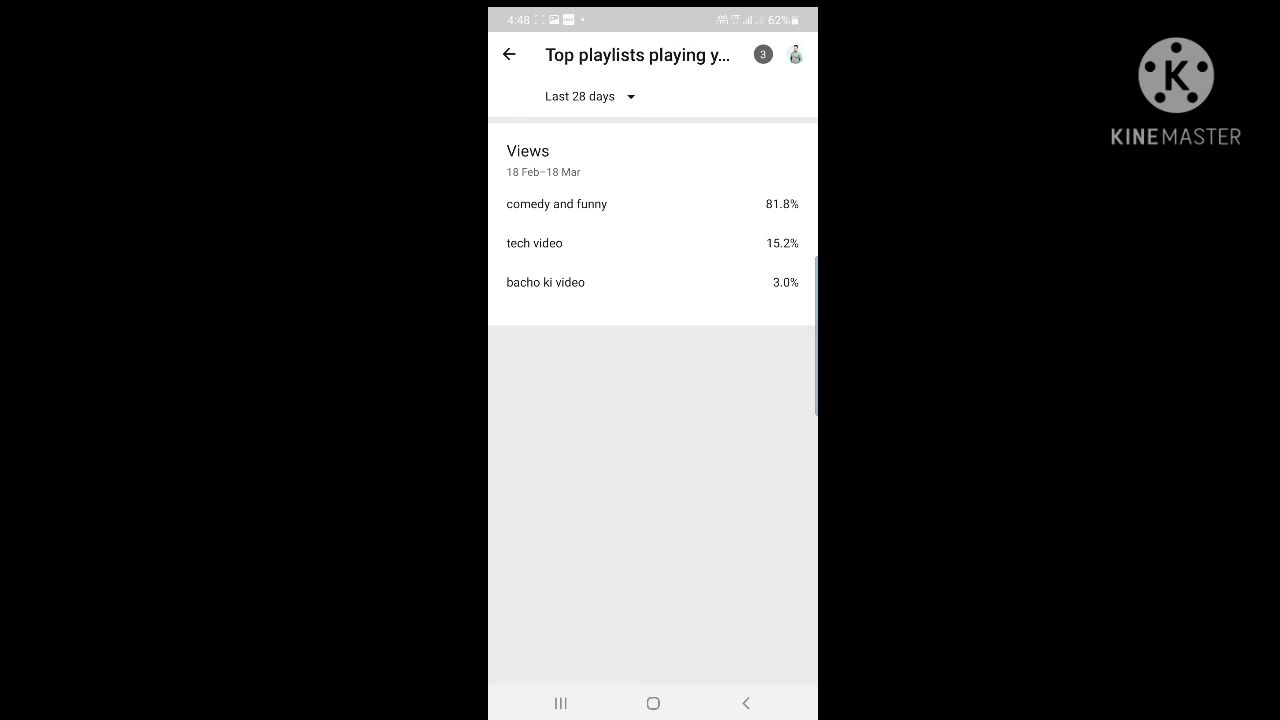 4:48
62%
Top playlists playing y...
3
Last 28 days
Views
18 Feb–18 Mar
comedy and funny 81.8%
tech video 15.2%
bacho ki video 3.0%
K
KINEMASTER